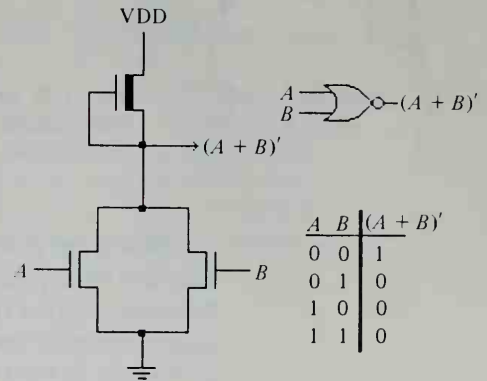 VDD
A
B
(A + B)′
(A + B)′
A
B
A B (A + B)′
0 0 1
0 1 0
1 0 0
1 1 0